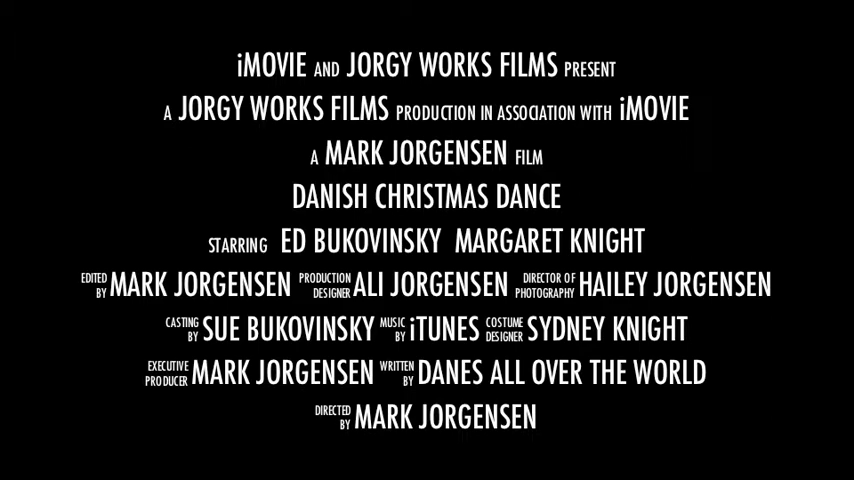 iMOVIE AND JORGY WORKS FILMS PRESENT
A JORGY WORKS FILMS PRODUCTION IN ASSOCIATION WITH iMOVIE
A MARK JORGENSEN FILM
DANISH CHRISTMAS DANCE
STARRING ED BUKOVINSKY MARGARET KNIGHT
EDITED BY MARK JORGENSEN PRODUCTION DESIGNER ALI JORGENSEN DIRECTOR OF PHOTOGRAPHY HAILEY JORGENSEN
CASTING BY SUE BUKOVINSKY MUSIC BY iTUNES COSTUME DESIGNER SYDNEY KNIGHT
EXECUTIVE PRODUCER MARK JORGENSEN WRITTEN BY DANES ALL OVER THE WORLD
DIRECTED BY MARK JORGENSEN